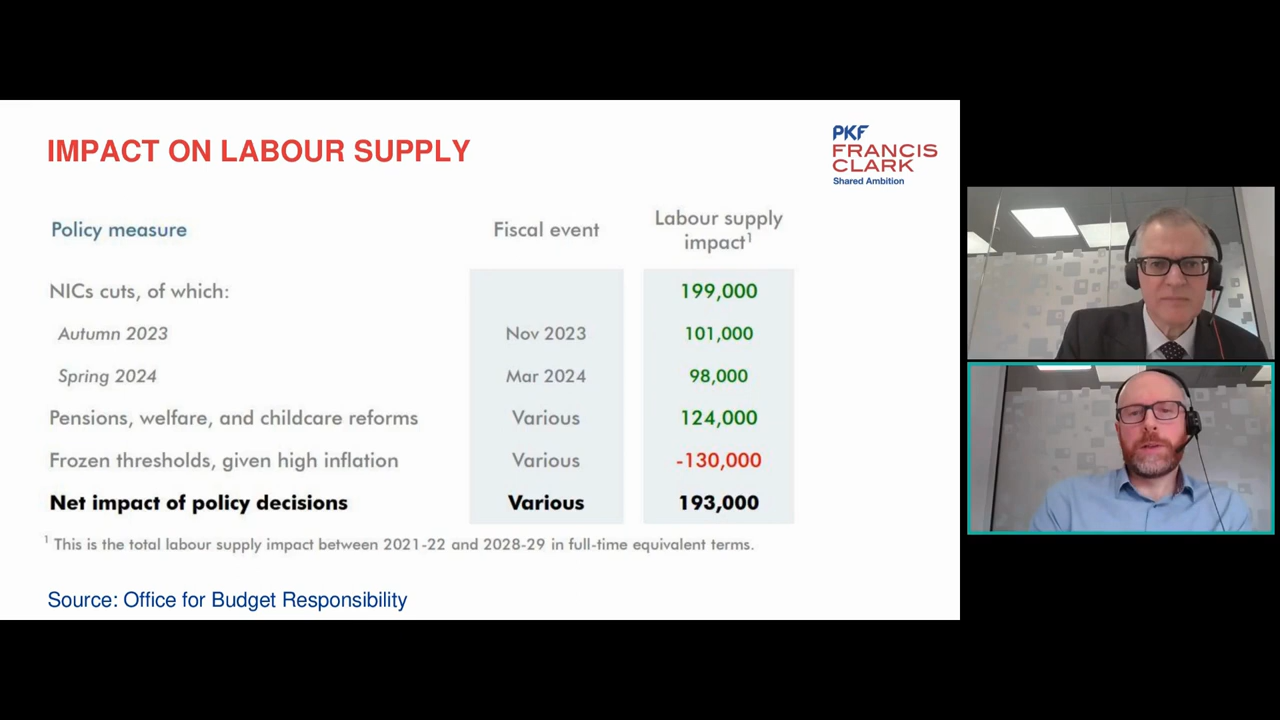 IMPACT ON LABOUR SUPPLY
PKF
FRANCIS
CLARK
Shared Ambition
Policy measure Fiscal event Labour supply
impact¹
NICs cuts, of which: 199,000
Autumn 2023 Nov 2023 101,000
Spring 2024 Mar 2024 98,000
Pensions, welfare, and childcare reforms Various 124,000
Frozen thresholds, given high inflation Various -130,000
Net impact of policy decisions Various 193,000
¹ This is the total labour supply impact between 2021-22 and 2028-29 in full-time equivalent terms.
Source: Office for Budget Responsibility